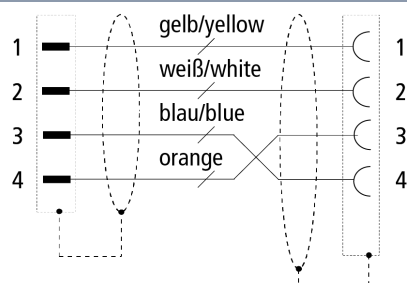 gelb/yellow
1 1
weiß/white
2 2
blau/blue
3 3
orange
4 4